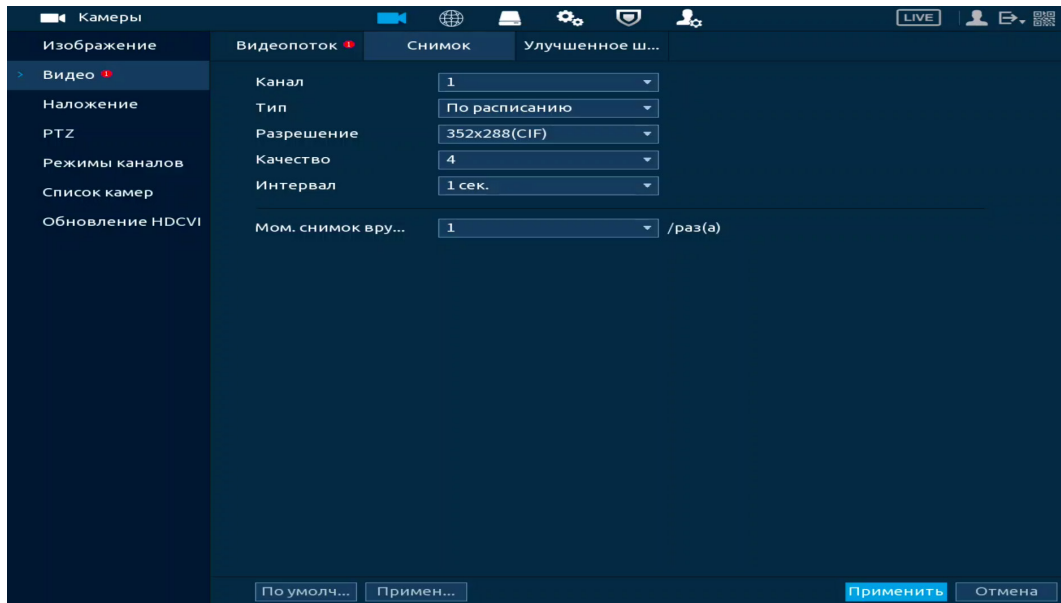 Камеры
LIVE
Изображение
Видео
Наложение
PTZ
Режимы каналов
Список камер
Обновление HDCVI
Видеопоток
Снимок
Улучшенное ш...
Канал
1
Тип
По расписанию
Разрешение
352x288(CIF)
Качество
4
Интервал
1 сек.
Мом. снимок вру...
1
/раз(а)
По умолч...
Примен...
Применить
Отмена